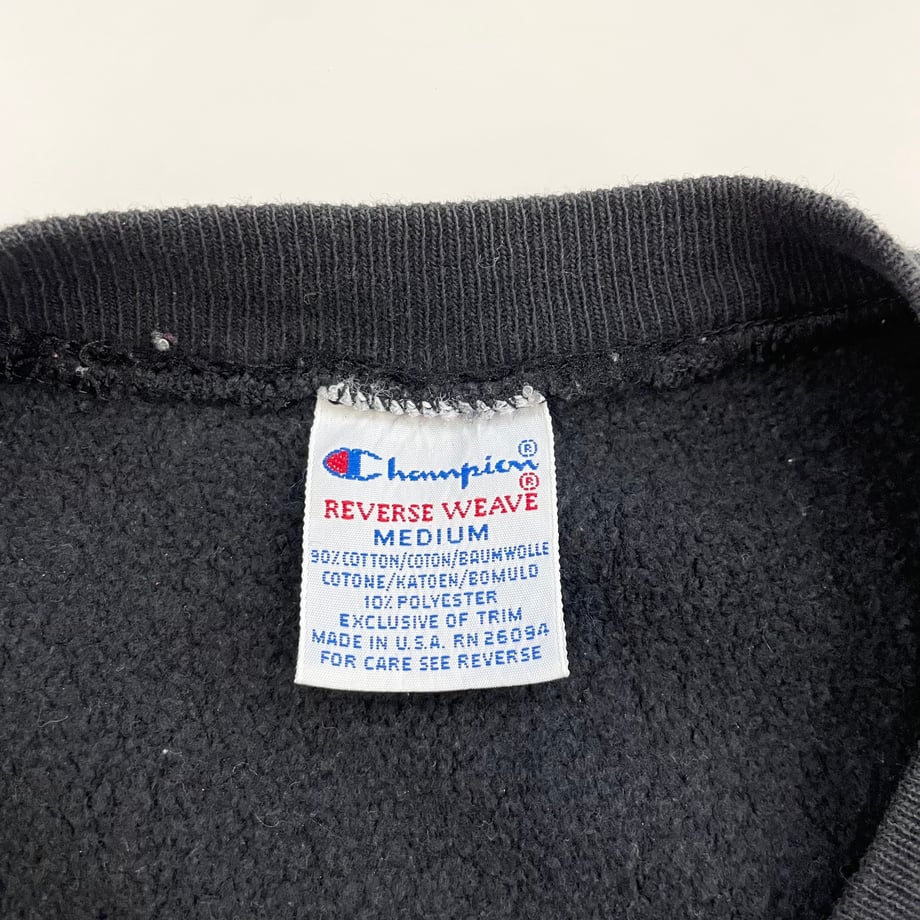 Champion®
REVERSE WEAVE®
MEDIUM
90% COTTON/COTON/BAUMWOLLE
COTONE/KATOEN/BOMULD
10% POLYESTER
EXCLUSIVE OF TRIM
MADE IN U.S.A. RN 26094
FOR CARE SEE REVERSE